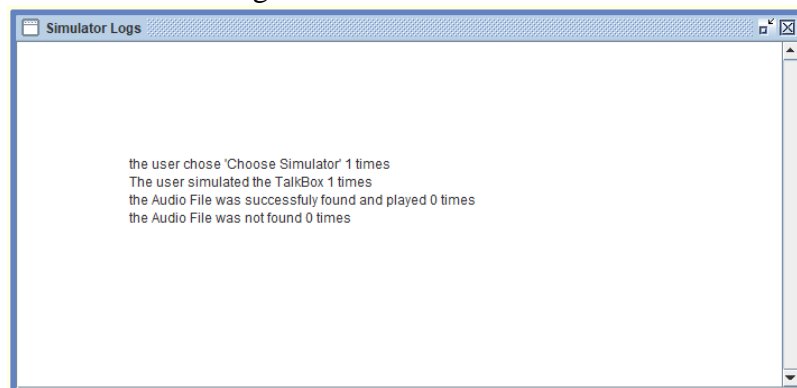 Simulator Logs
the user chose 'Choose Simulator' 1 times
The user simulated the TalkBox 1 times
the Audio File was successfuly found and played 0 times
the Audio File was not found 0 times